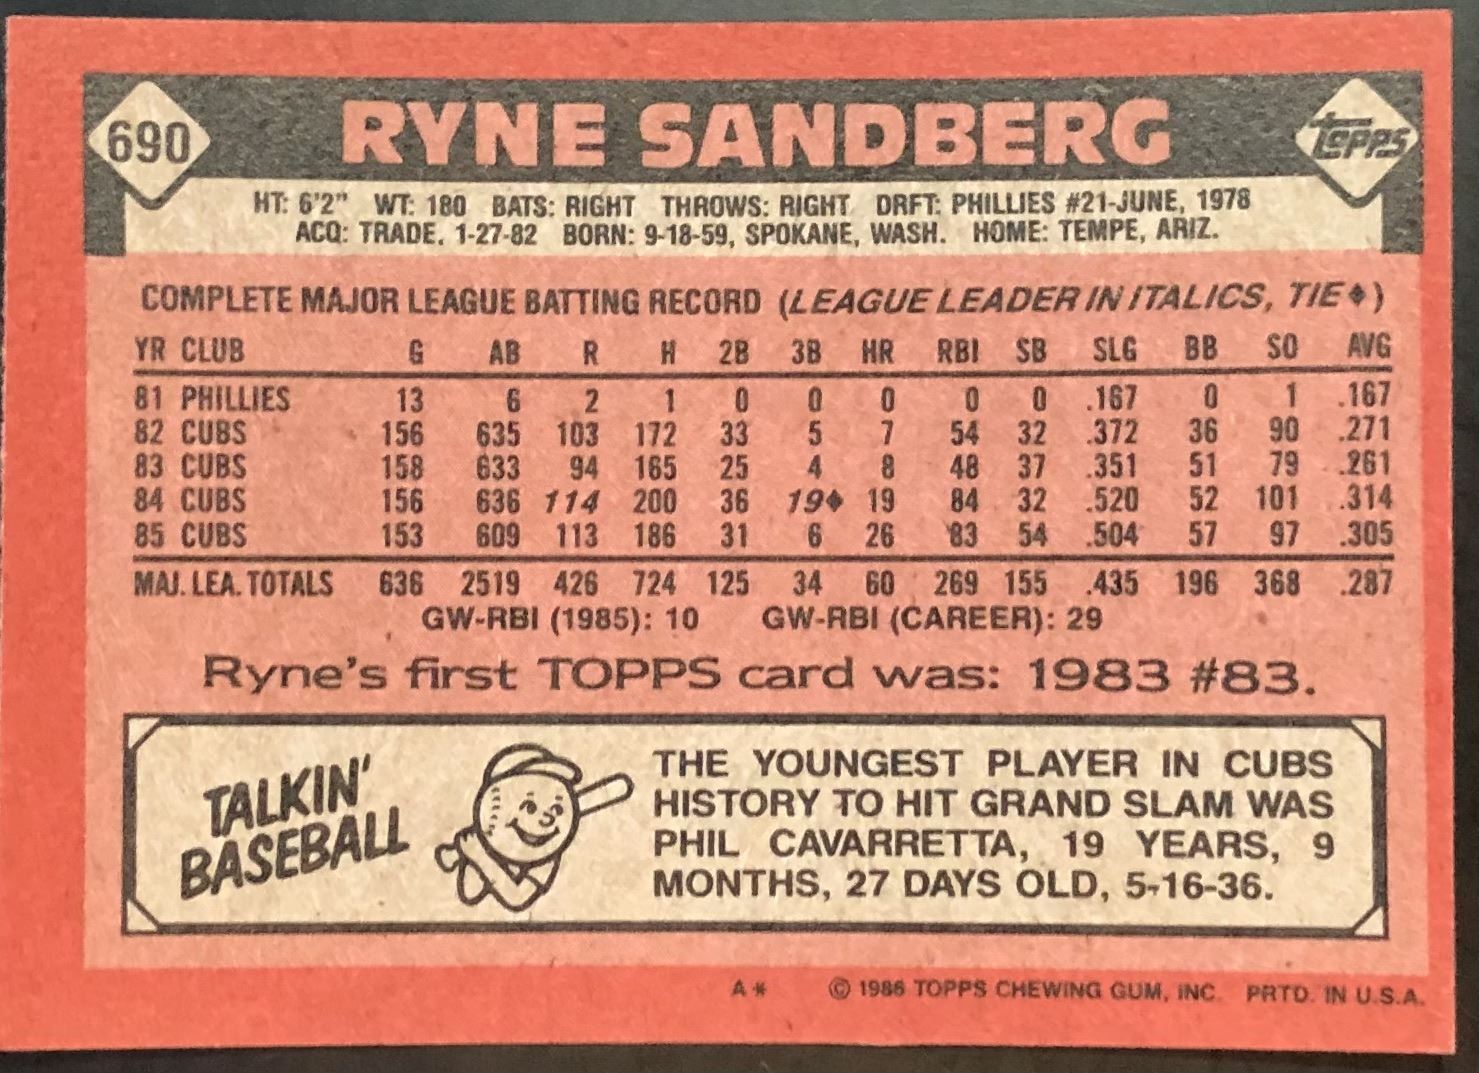 690
RYNE SANDBERG
TOPPS
HT: 6'2" WT: 180 BATS: RIGHT THROWS: RIGHT DRFT: PHILLIES #21-JUNE, 1978
ACQ: TRADE, 1-27-82 BORN: 9-18-59, SPOKANE, WASH. HOME: TEMPE, ARIZ.
COMPLETE MAJOR LEAGUE BATTING RECORD (LEAGUE LEADER IN ITALICS, TIE♦)
YR CLUB G AB R H 2B 3B HR RBI SB SLG BB SO AVG
81 PHILLIES 13 6 2 1 0 0 0 0 0 .167 0 1 .167
82 CUBS 156 635 103 172 33 5 7 54 32 .372 36 90 .271
83 CUBS 158 633 94 165 25 4 8 48 37 .351 51 79 .261
84 CUBS 156 636 114 200 36 19♦ 19 84 32 .520 52 101 .314
85 CUBS 153 609 113 186 31 6 26 83 54 .504 57 97 .305
MAJ. LEA. TOTALS 636 2519 426 724 125 34 60 269 155 .435 196 368 .287
GW-RBI (1985): 10 GW-RBI (CAREER): 29
Ryne's first TOPPS card was: 1983 #83.
TALKIN'
BASEBALL
THE YOUNGEST PLAYER IN CUBS
HISTORY TO HIT GRAND SLAM WAS
PHIL CAVARRETTA, 19 YEARS, 9
MONTHS, 27 DAYS OLD, 5-16-36.
A* © 1986 TOPPS CHEWING GUM, INC. PRTD. IN U.S.A.